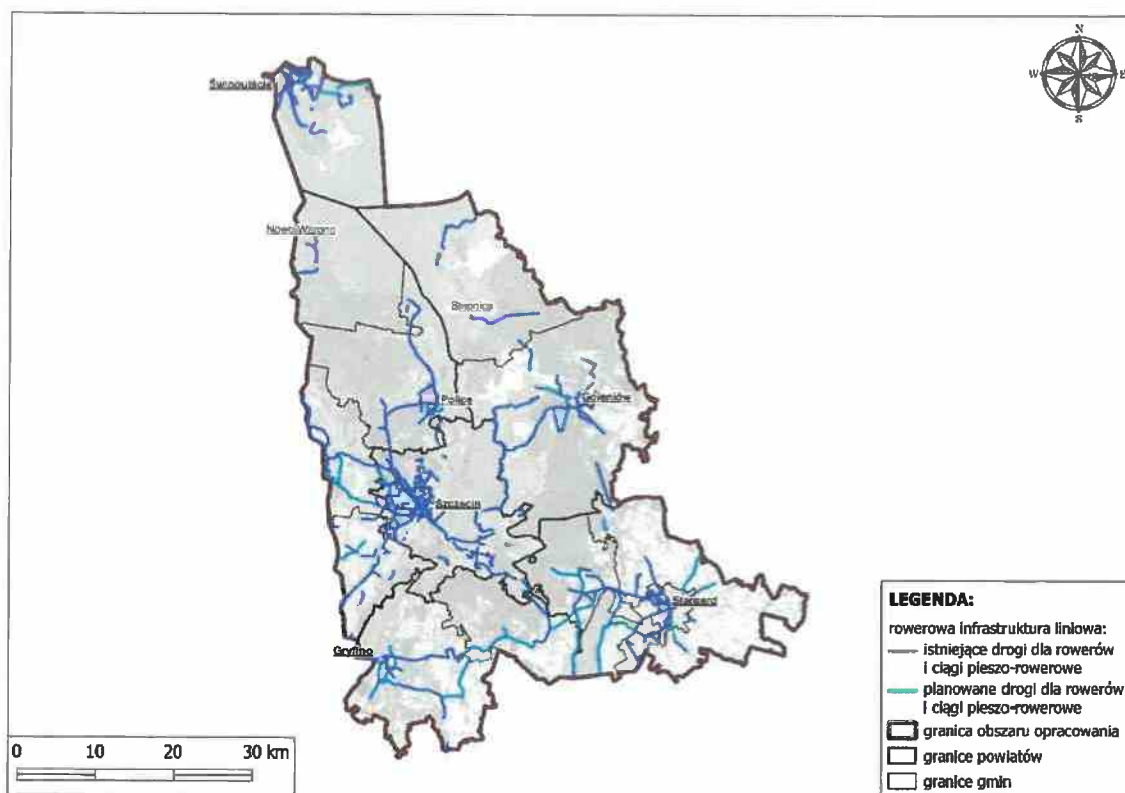 N
W
E
S
Świnoujście
Nowe Warpno
Stepnica
Police
Goleniów
Szczecin
Stargard
Gryfino
LEGENDA:
rowerowa infrastruktura liniowa:
istniejące drogi dla rowerów
i ciągi pieszo-rowerowe
planowane drogi dla rowerów
i ciągi pieszo-rowerowe
granica obszaru opracowania
granice powiatów
granice gmin
0 10 20 30 km